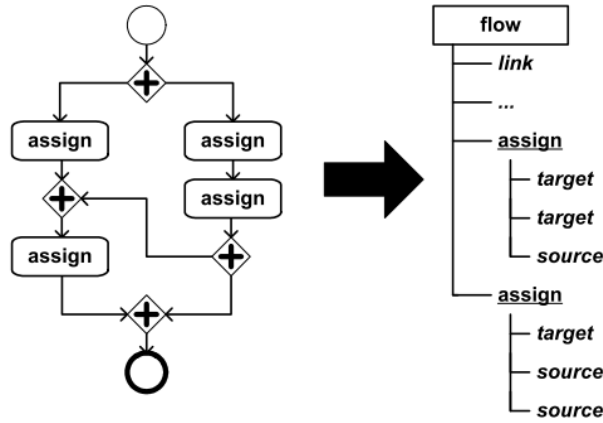 assign
assign
assign
assign
flow
link
...
assign
target
target
source
assign
target
source
source